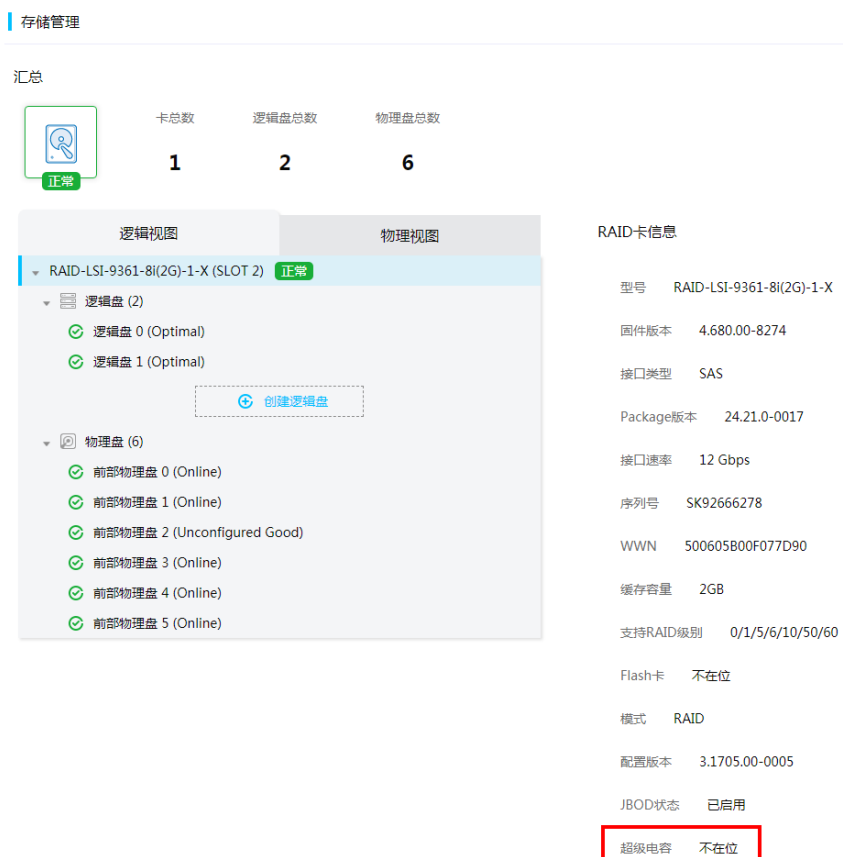 存储管理
汇总
卡总数 逻辑盘总数 物理盘总数
1 2 6
正常
逻辑视图 物理视图
RAID-LSI-9361-8i(2G)-1-X (SLOT 2) 正常
逻辑盘 (2)
逻辑盘 0 (Optimal)
逻辑盘 1 (Optimal)
创建逻辑盘
物理盘 (6)
前部物理盘 0 (Online)
前部物理盘 1 (Online)
前部物理盘 2 (Unconfigured Good)
前部物理盘 3 (Online)
前部物理盘 4 (Online)
前部物理盘 5 (Online)
RAID卡信息
型号 RAID-LSI-9361-8i(2G)-1-X
固件版本 4.680.00-8274
接口类型 SAS
Package版本 24.21.0-0017
接口速率 12 Gbps
序列号 SK92666278
WWN 500605B00F077D90
缓存容量 2GB
支持RAID级别 0/1/5/6/10/50/60
Flash卡 不在位
模式 RAID
配置版本 3.1705.00-0005
JBOD状态 已启用
超级电容 不在位